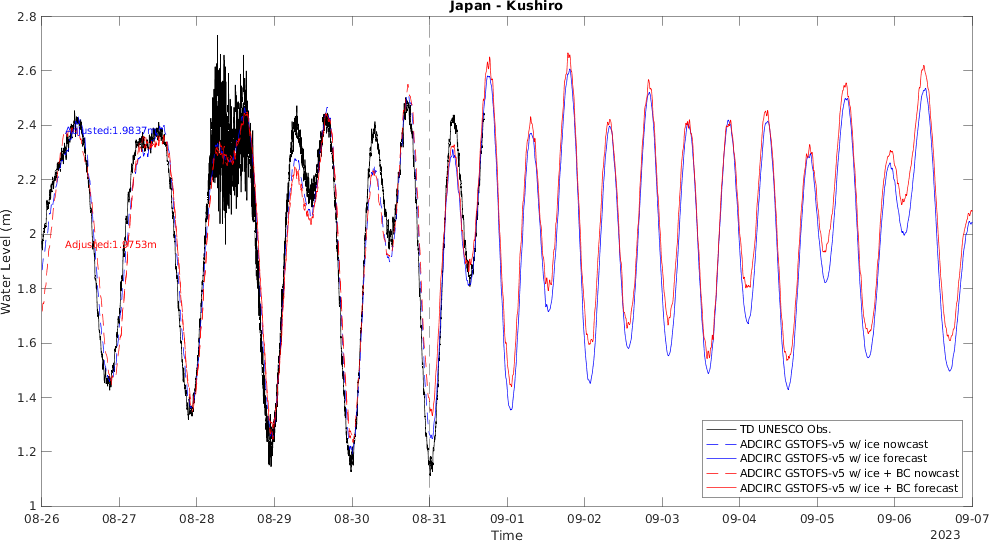 Japan - Kushiro
2.8
2.6
2.4
2.2
2
1.8
1.6
1.4
1.2
1
Water Level (m)
Adjusted:1.9837m
Adjusted:1.9753m
TD UNESCO Obs.
ADCIRC GSTOFS-v5 w/ ice nowcast
ADCIRC GSTOFS-v5 w/ ice forecast
ADCIRC GSTOFS-v5 w/ ice + BC nowcast
ADCIRC GSTOFS-v5 w/ ice + BC forecast
08-26 08-27 08-28 08-29 08-30 08-31 09-01 09-02 09-03 09-04 09-05 09-06 09-07
Time
2023